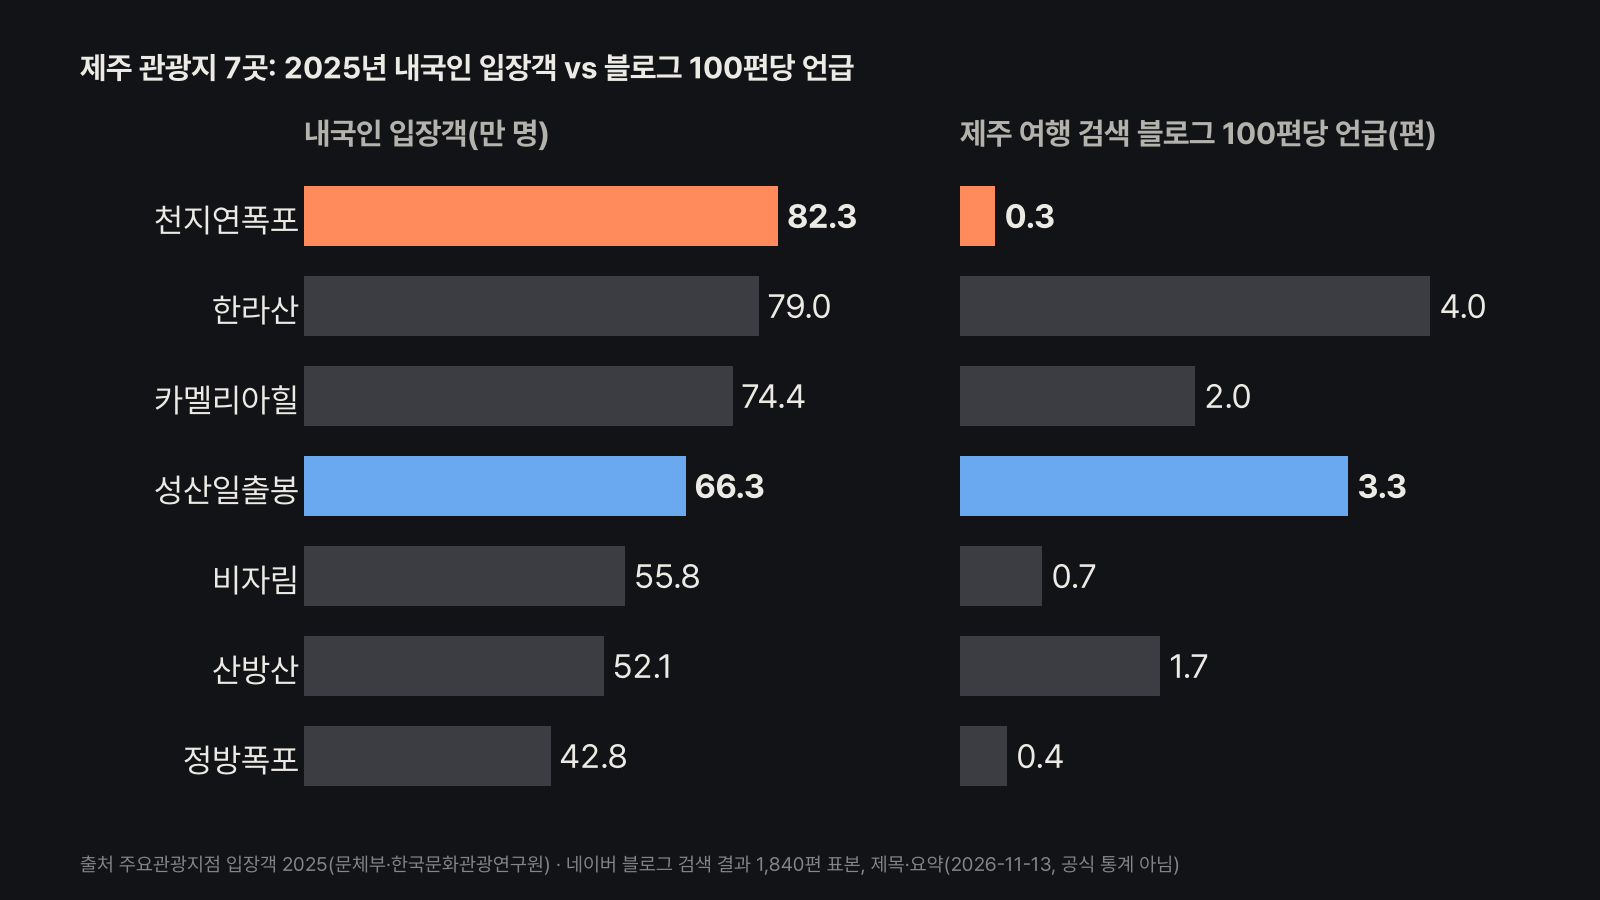 제주 관광지 7곳: 2025년 내국인 입장객 vs 블로그 100편당 언급
내국인 입장객(만 명)
제주 여행 검색 블로그 100편당 언급(편)
천지연폭포 82.3 0.3
한라산 79.0 4.0
카멜리아힐 74.4 2.0
성산일출봉 66.3 3.3
비자림 55.8 0.7
산방산 52.1 1.7
정방폭포 42.8 0.4
출처 주요관광지점 입장객 2025(문체부·한국문화관광연구원) · 네이버 블로그 검색 결과 1,840편 표본, 제목·요약(2026-11-13, 공식 통계 아님)